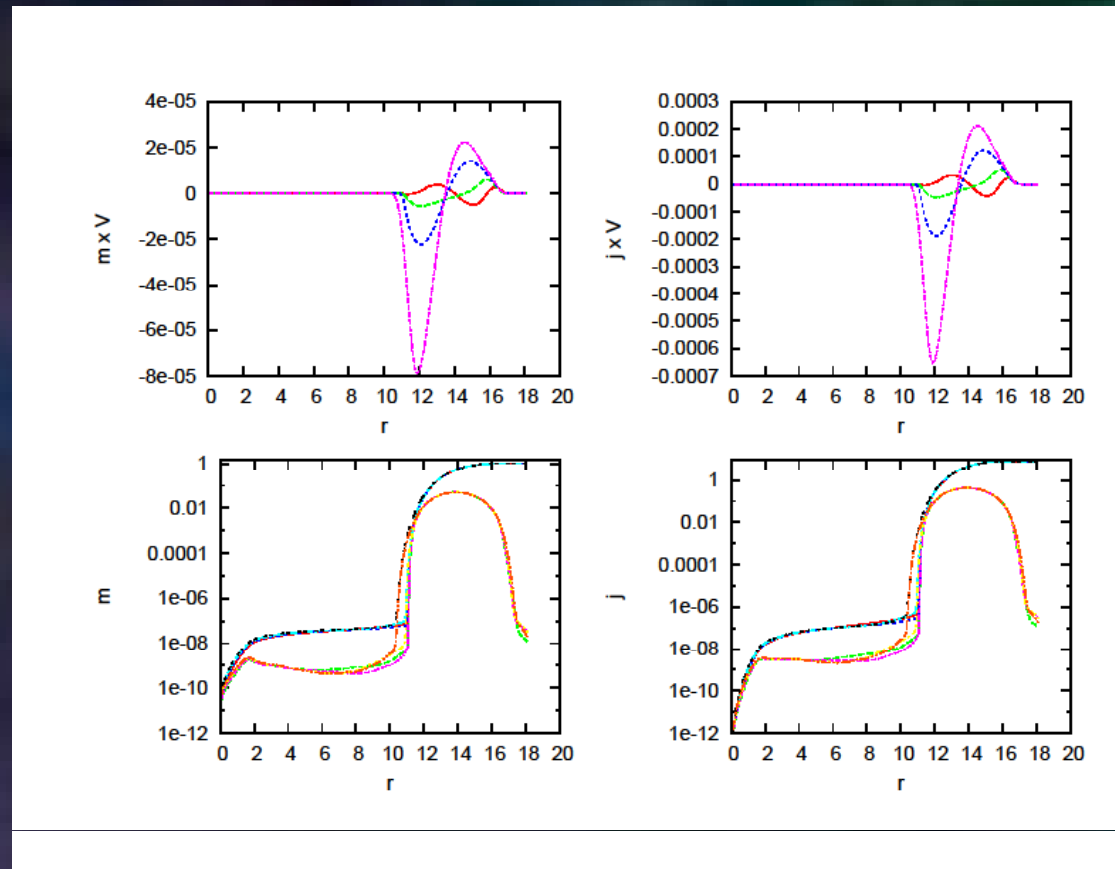 4e-05
2e-05
0
-2e-05
-4e-05
-6e-05
-8e-05
m x V
0 2 4 6 8 10 12 14 16 18 20
r
0.0003
0.0002
0.0001
0
-0.0001
-0.0002
-0.0003
-0.0004
-0.0005
-0.0006
-0.0007
j x V
0 2 4 6 8 10 12 14 16 18 20
r
1
0.01
0.0001
1e-06
1e-08
1e-10
1e-12
m
0 2 4 6 8 10 12 14 16 18 20
r
1
0.01
0.0001
1e-06
1e-08
1e-10
1e-12
j
0 2 4 6 8 10 12 14 16 18 20
r